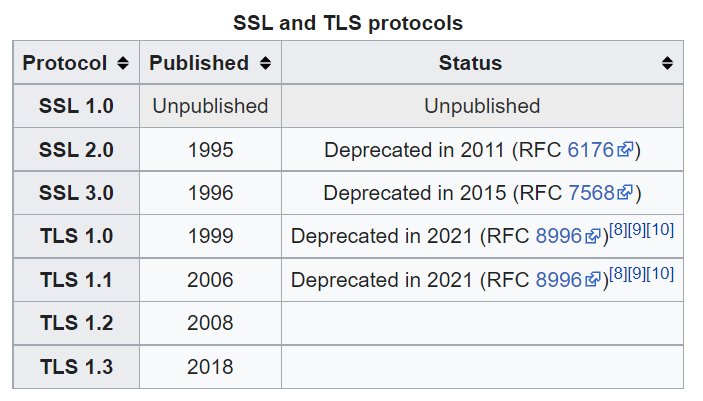 SSL and TLS protocols
Protocol Published Status
SSL 1.0 Unpublished Unpublished
SSL 2.0 1995 Deprecated in 2011 (RFC 6176)
SSL 3.0 1996 Deprecated in 2015 (RFC 7568)
TLS 1.0 1999 Deprecated in 2021 (RFC 8996)[8][9][10]
TLS 1.1 2006 Deprecated in 2021 (RFC 8996)[8][9][10]
TLS 1.2 2008
TLS 1.3 2018